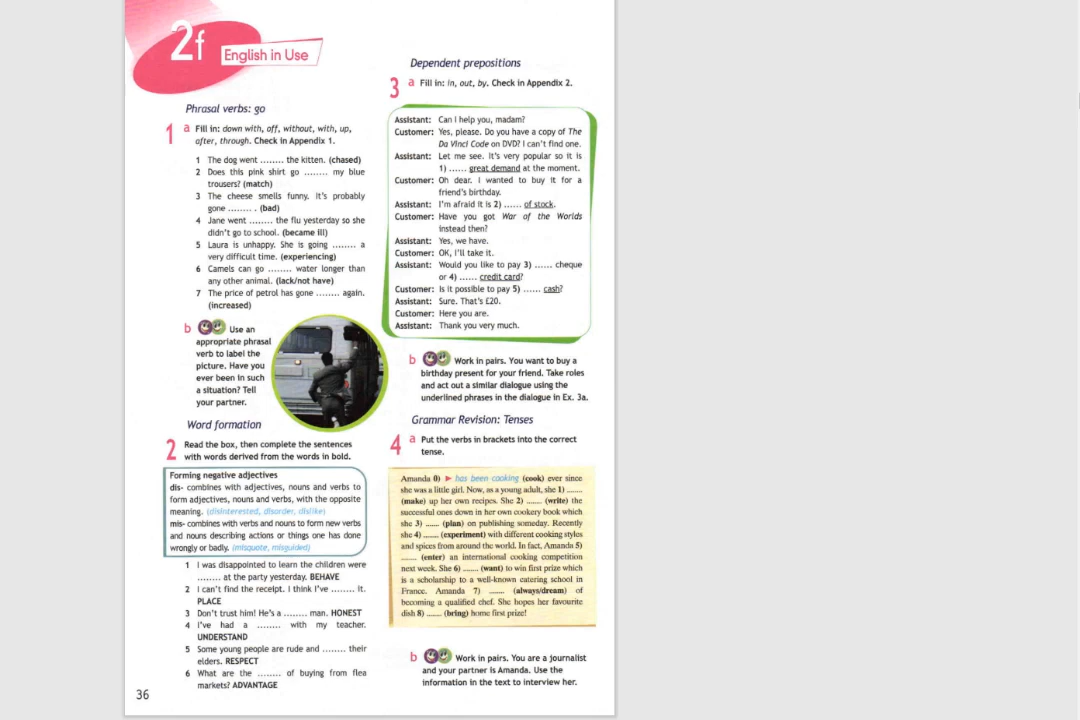 2f English in Use
Phrasal verbs: go
1 a Fill in: down with, off, without, with, up,
after, through. Check in Appendix 1.
1 The dog went ........ the kitten. (chased)
2 Does this pink shirt go ........ my blue
trousers? (match)
3 The cheese smells funny. It's probably
gone ........ . (bad)
4 Jane went ........ the flu yesterday so she
didn't go to school. (became ill)
5 Laura is unhappy. She is going ........ a
very difficult time. (experiencing)
6 Camels can go ........ water longer than
any other animal. (lack/not have)
7 The price of petrol has gone ........ again.
(increased)
b Use an
appropriate phrasal
verb to label the
picture. Have you
ever been in such
a situation? Tell
your partner.
Word formation
2 Read the box, then complete the sentences
with words derived from the words in bold.
Forming negative adjectives
dis- combines with adjectives, nouns and verbs to
form adjectives, nouns and verbs, with the opposite
meaning. (disinterested, disorder, dislike)
mis- combines with verbs and nouns to form new verbs
and nouns describing actions or things one has done
wrongly or badly. (misquote, misguided)
1 I was disappointed to learn the children were
........ at the party yesterday. BEHAVE
2 I can't find the receipt. I think I've ........ it.
PLACE
3 Don't trust him! He's a ........ man. HONEST
4 I've had a ........ with my teacher.
UNDERSTAND
5 Some young people are rude and ........ their
elders. RESPECT
6 What are the ........ of buying from flea
markets? ADVANTAGE
36
Dependent prepositions
3 a Fill in: in, out, by. Check in Appendix 2.
Assistant: Can I help you, madam?
Customer: Yes, please. Do you have a copy of The
Da Vinci Code on DVD? I can't find one.
Assistant: Let me see. It's very popular so it is
1) ...... great demand at the moment.
Customer: Oh dear. I wanted to buy it for a
friend's birthday.
Assistant: I'm afraid it is 2) ...... of stock.
Customer: Have you got War of the Worlds
instead then?
Assistant: Yes, we have.
Customer: OK, I'll take it.
Assistant: Would you like to pay 3) ...... cheque
or 4) ...... credit card?
Customer: Is it possible to pay 5) ...... cash?
Assistant: Sure. That's £20.
Customer: Here you are.
Assistant: Thank you very much.
b Work in pairs. You want to buy a
birthday present for your friend. Take roles
and act out a similar dialogue using the
underlined phrases in the dialogue in Ex. 3a.
Grammar Revision: Tenses
4 a Put the verbs in brackets into the correct
tense.
Amanda 0) ► has been cooking (cook) ever since
she was a little girl. Now, as a young adult, she 1) ......
(make) up her own recipes. She 2) ...... (write) the
successful ones down in her own cookery book which
she 3) ...... (plan) on publishing someday. Recently
she 4) ...... (experiment) with different cooking styles
and spices from around the world. In fact, Amanda 5)
...... (enter) an international cooking competition
next week. She 6) ...... (want) to win first prize which
is a scholarship to a well-known catering school in
France. Amanda 7) ...... (always/dream) of
becoming a qualified chef. She hopes her favourite
dish 8) ...... (bring) home first prize!
b Work in pairs. You are a journalist
and your partner is Amanda. Use the
information in the text to interview her.